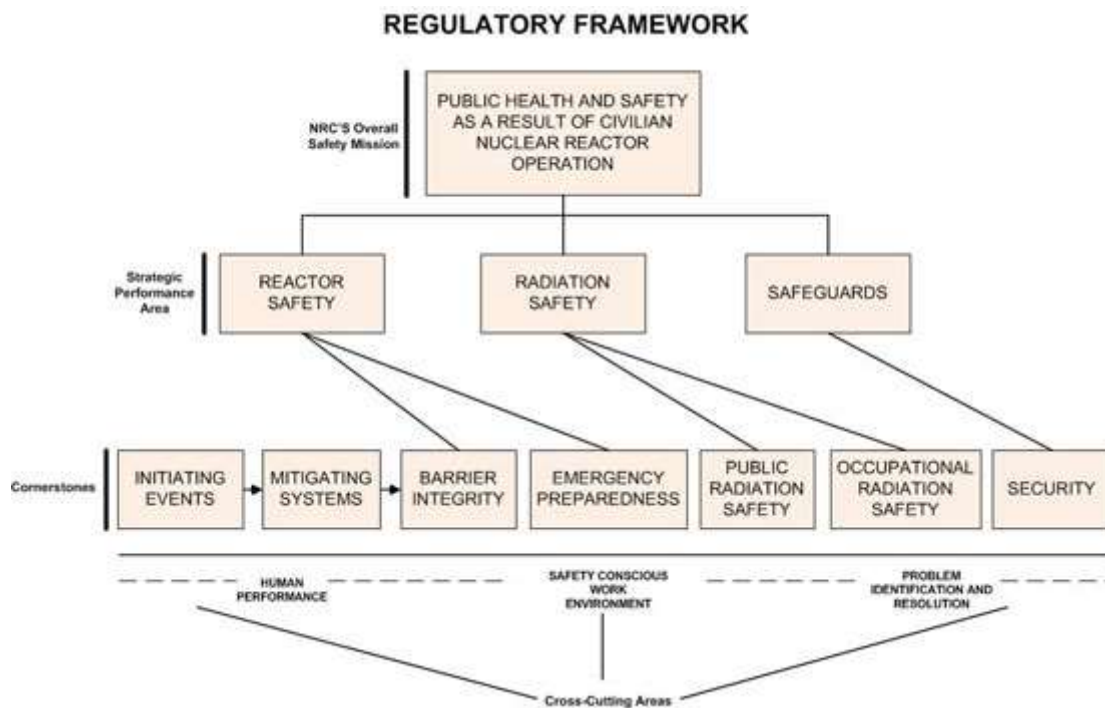 REGULATORY FRAMEWORK
NRC'S Overall
Safety Mission
PUBLIC HEALTH AND SAFETY
AS A RESULT OF CIVILIAN
NUCLEAR REACTOR
OPERATION
Strategic
Performance
Area
REACTOR
SAFETY
RADIATION
SAFETY
SAFEGUARDS
Cornerstones
INITIATING
EVENTS
MITIGATING
SYSTEMS
BARRIER
INTEGRITY
EMERGENCY
PREPAREDNESS
PUBLIC
RADIATION
SAFETY
OCCUPATIONAL
RADIATION
SAFETY
SECURITY
HUMAN
PERFORMANCE
SAFETY CONSCIOUS
WORK
ENVIRONMENT
PROBLEM
IDENTIFICATION AND
RESOLUTION
Cross-Cutting Areas